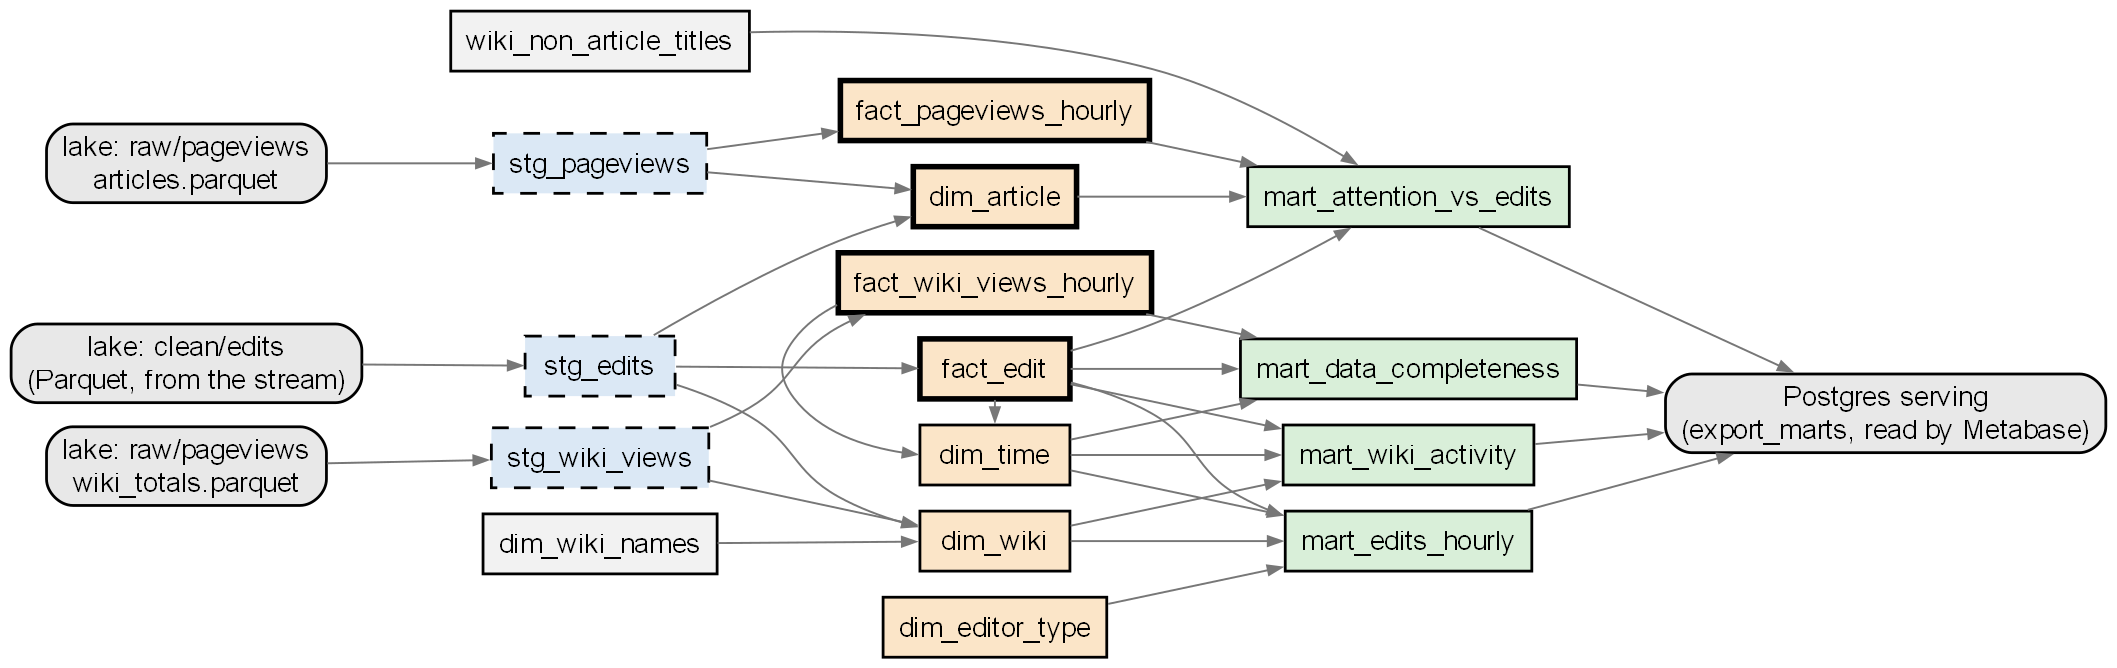 wiki_non_article_titles
fact_pageviews_hourly
lake: raw/pageviews
articles.parquet
stg_pageviews
dim_article
mart_attention_vs_edits
fact_wiki_views_hourly
lake: clean/edits
(Parquet, from the stream)
stg_edits
fact_edit
mart_data_completeness
Postgres serving
(export_marts, read by Metabase)
lake: raw/pageviews
wiki_totals.parquet
stg_wiki_views
dim_time
mart_wiki_activity
dim_wiki_names
dim_wiki
mart_edits_hourly
dim_editor_type